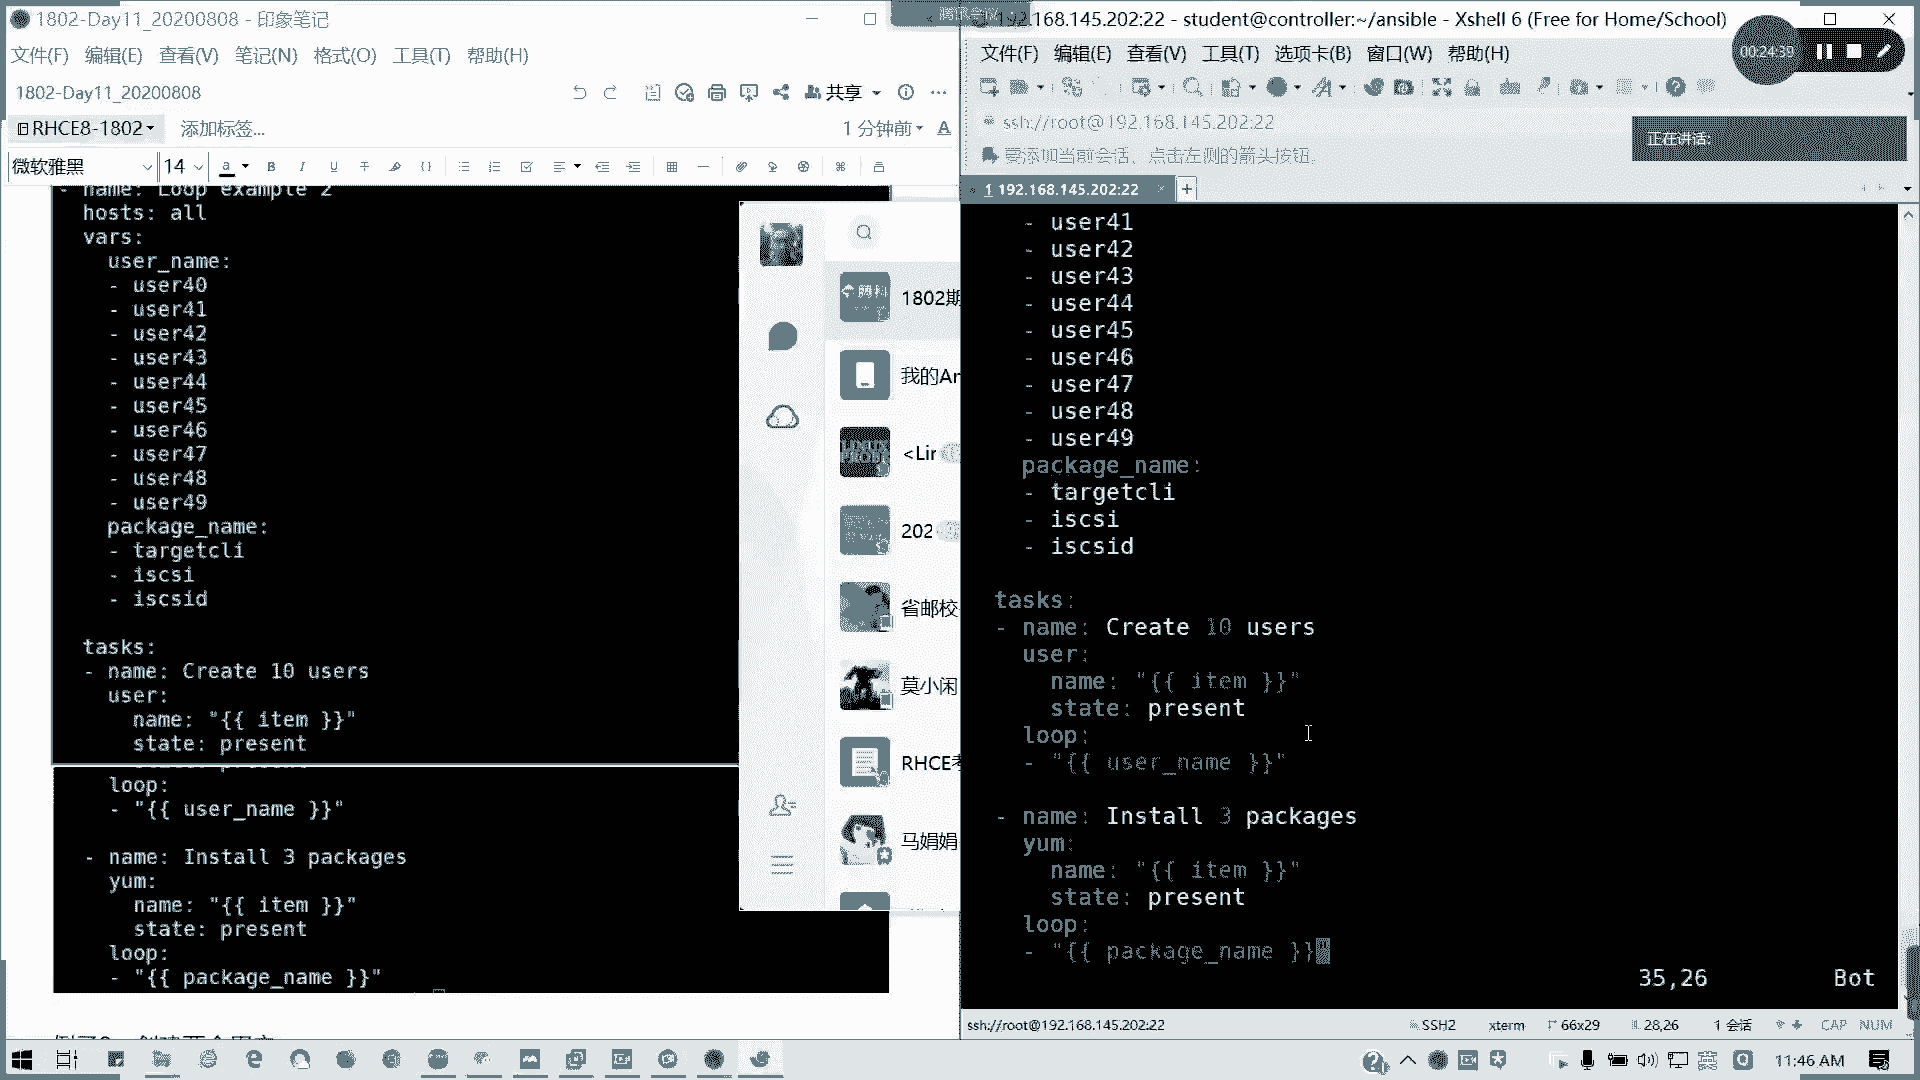 1802-Day11_20200808 - 印象笔记
文件(F) 编辑(E) 查看(V) 笔记(N) 格式(O) 工具(T) 帮助(H)
1802-Day11_20200808
共享
RHCE8-1802
添加标签...
1 分钟前
微软雅黑
14
- name: Loop example 2
hosts: all
vars:
user_name:
- user40
- user41
- user42
- user43
- user44
- user45
- user46
- user47
- user48
- user49
package_name:
- targetcli
- iscsi
- iscsid
tasks:
- name: Create 10 users
user:
name: "{{ item }}"
state: present
loop:
- "{{ user_name }}"
- name: Install 3 packages
yum:
name: "{{ item }}"
state: present
loop:
- "{{ package_name }}"
1802期
我的An
<Lin
202
省邮校
莫小闲
RHCE考
马娟娟
腾讯会议
192.168.145.202:22 - student@controller:~/ansible - Xshell 6 (Free for Home/School)
文件(F) 编辑(E) 查看(V) 工具(T) 选项卡(B) 窗口(W) 帮助(H)
00:24:39
ssh://root@192.168.145.202:22
正在讲话:
要添加当前会话，点击左侧的箭头按钮。
1 192.168.145.202:22
- user41
- user42
- user43
- user44
- user45
- user46
- user47
- user48
- user49
package_name:
- targetcli
- iscsi
- iscsid
tasks:
- name: Create 10 users
user:
name: "{{ item }}"
state: present
loop:
- "{{ user_name }}"
- name: Install 3 packages
yum:
name: "{{ item }}"
state: present
loop:
- "{{ package_name }}"
35,26 Bot
ssh://root@192.168.145.202:22
SSH2 xterm 66x29 28,26 1 会话 CAP NUM
英
11:46 AM